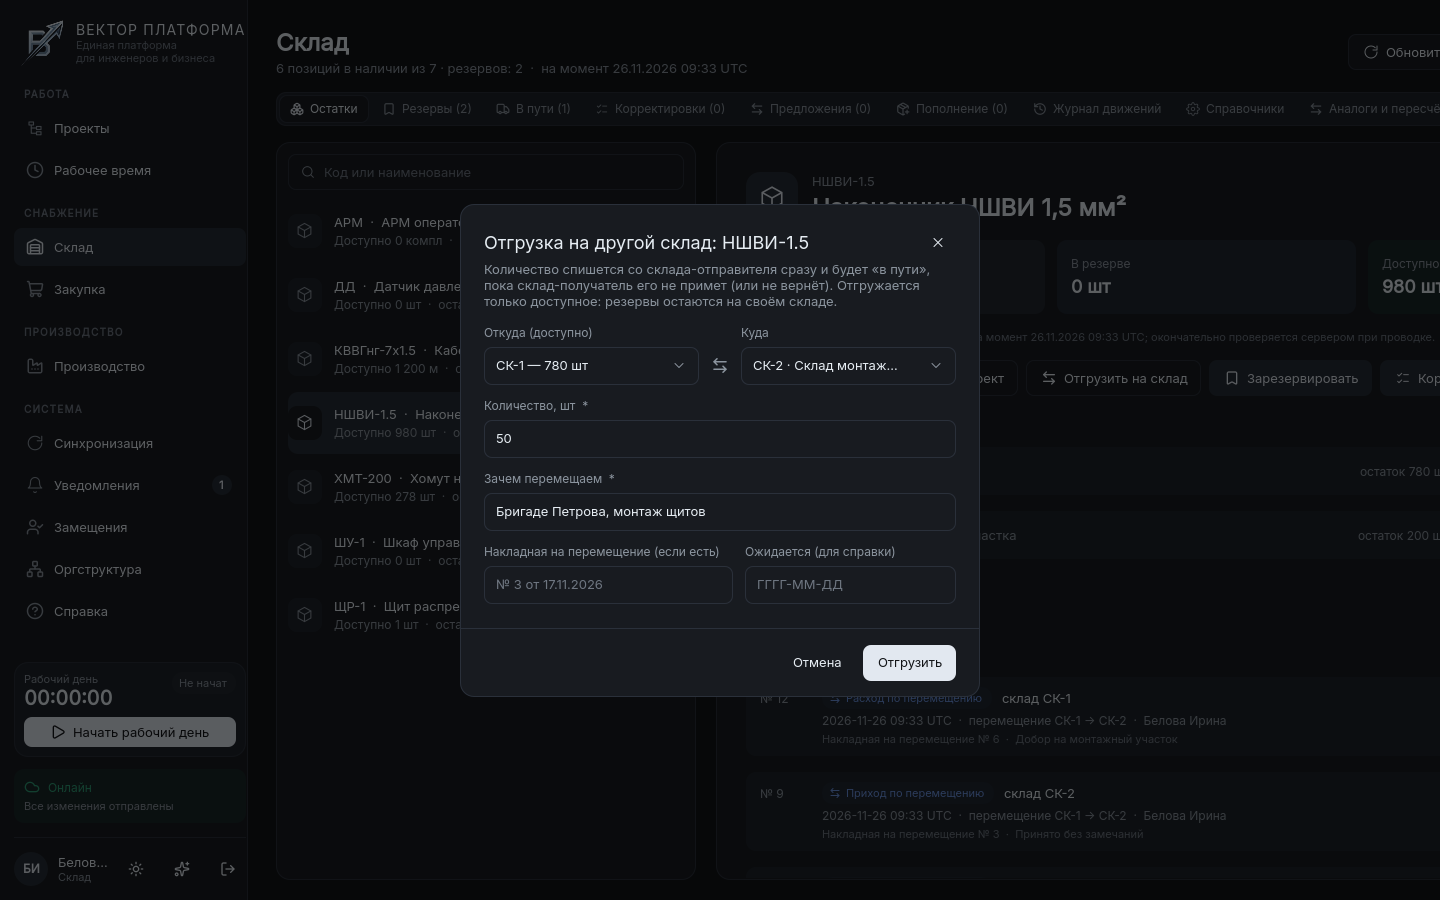 ВЕКТОР ПЛАТФОРМА
Единая платформа
для инженеров и бизнеса
РАБОТА
Проекты
Рабочее время
СНАБЖЕНИЕ
Склад
Закупка
ПРОИЗВОДСТВО
Производство
СИСТЕМА
Синхронизация
Уведомления 1
Замещения
Оргструктура
Справка
Рабочий день
Не начат
00:00:00
Начать рабочий день
Онлайн
Все изменения отправлены
БИ
Белов...
Склад
Склад
6 позиций в наличии из 7 · резервов: 2 · на момент 26.11.2026 09:33 UTC
Обновит
Остатки
Резервы (2)
В пути (1)
Корректировки (0)
Предложения (0)
Пополнение (0)
Журнал движений
Справочники
Аналоги и пересчё
Код или наименование
АРМ · АРМ операт
Доступно 0 компл ·
ДД · Датчик давле
Доступно 0 шт · оста
КВВГнг-7х1.5 · Кабе
Доступно 1 200 м ·
НШВИ-1.5 · Наконе
Доступно 980 шт ·
ХМТ-200 · Хомут
Доступно 278 шт ·
ШУ-1 · Шкаф управ
Доступно 0 шт · оста
ЩР-1 · Щит распре
Доступно 1 шт · оста
НШВИ-1.5
НШВИ 1,5 мм²
В резерве
0 шт
Доступно
980 шт
момент 26.11.2026 09:33 UTC; окончательно проверяется сервером при проводке.
ект
Отгрузить на склад
Зарезервировать
Кор
остаток 780 ш
астка
остаток 200 ш
№ 12
Расход по перемещению
склад СК-1
2026-11-26 09:33 UTC · перемещение СК-1 → СК-2 · Белова Ирина
Накладная на перемещение № 6 · Добор на монтажный участок
№ 9
Приход по перемещению
склад СК-2
2026-11-26 09:33 UTC · перемещение СК-1 → СК-2 · Белова Ирина
Накладная на перемещение № 3 · Принято без замечаний
Отгрузка на другой склад: НШВИ-1.5
Количество спишется со склада-отправителя сразу и будет «в пути»,
пока склад-получатель его не примет (или не вернёт). Отгружается
только доступное: резервы остаются на своём складе.
Откуда (доступно)
Куда
СК-1 — 780 шт
СК-2 · Склад монтаж...
Количество, шт *
50
Зачем перемещаем *
Бригаде Петрова, монтаж щитов
Накладная на перемещение (если есть)
Ожидается (для справки)
№ 3 от 17.11.2026
ГГГГ-ММ-ДД
Отмена
Отгрузить